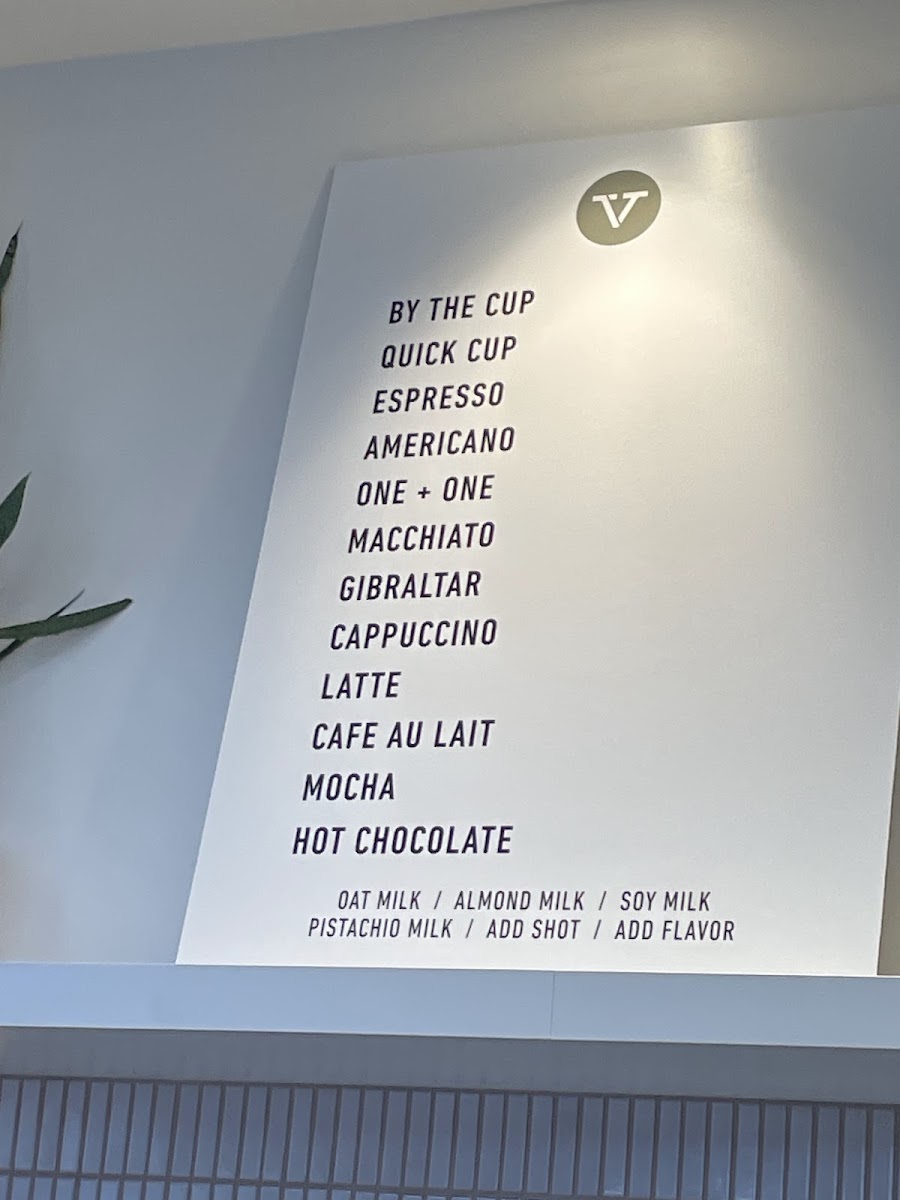 V
BY THE CUP
QUICK CUP
ESPRESSO
AMERICANO
ONE + ONE
MACCHIATO
GIBRALTAR
CAPPUCCINO
LATTE
CAFE AU LAIT
MOCHA
HOT CHOCOLATE
OAT MILK / ALMOND MILK / SOY MILK
PISTACHIO MILK / ADD SHOT / ADD FLAVOR